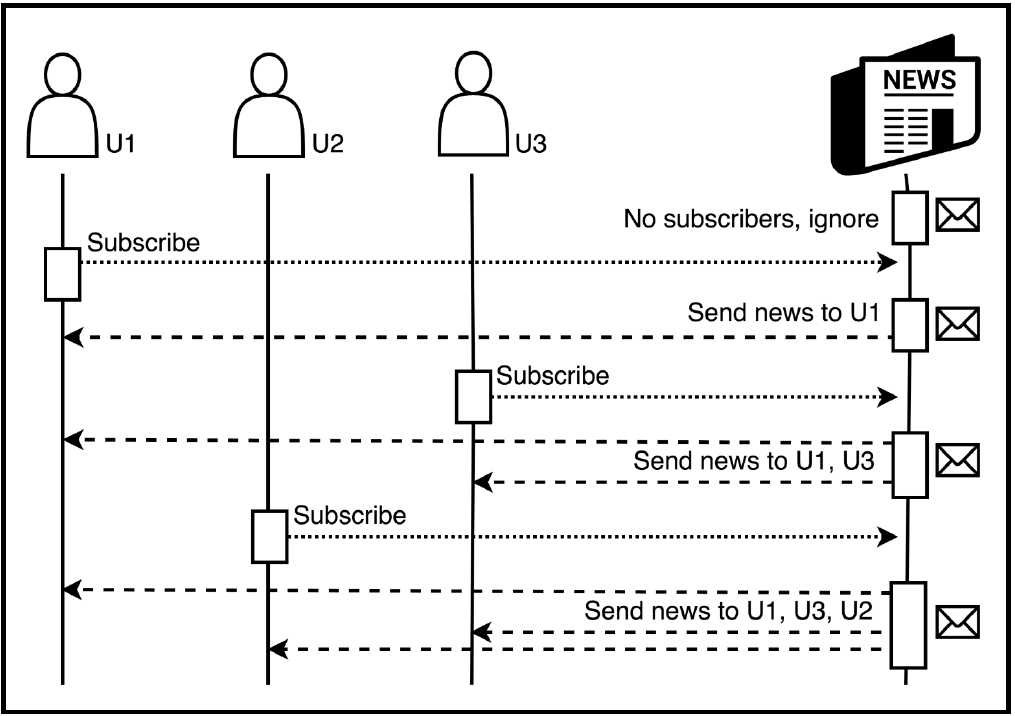 NEWS
U1
U2
U3
No subscribers, ignore
Subscribe
Send news to U1
Subscribe
Send news to U1, U3
Subscribe
Send news to U1, U3, U2